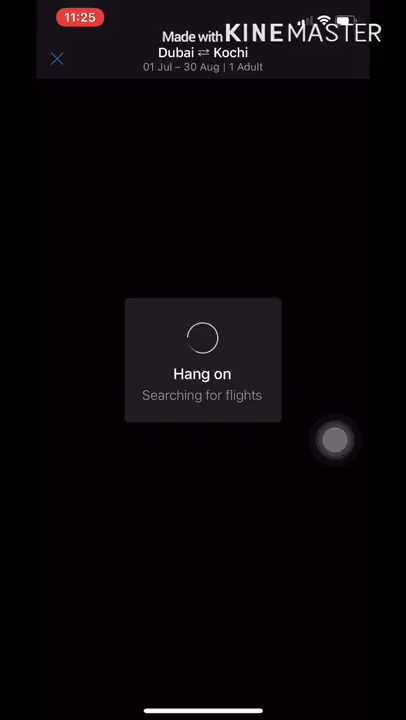 11:25
Made with KINEMASTER
Dubai ⇄ Kochi
01 Jul – 30 Aug | 1 Adult
Hang on
Searching for flights